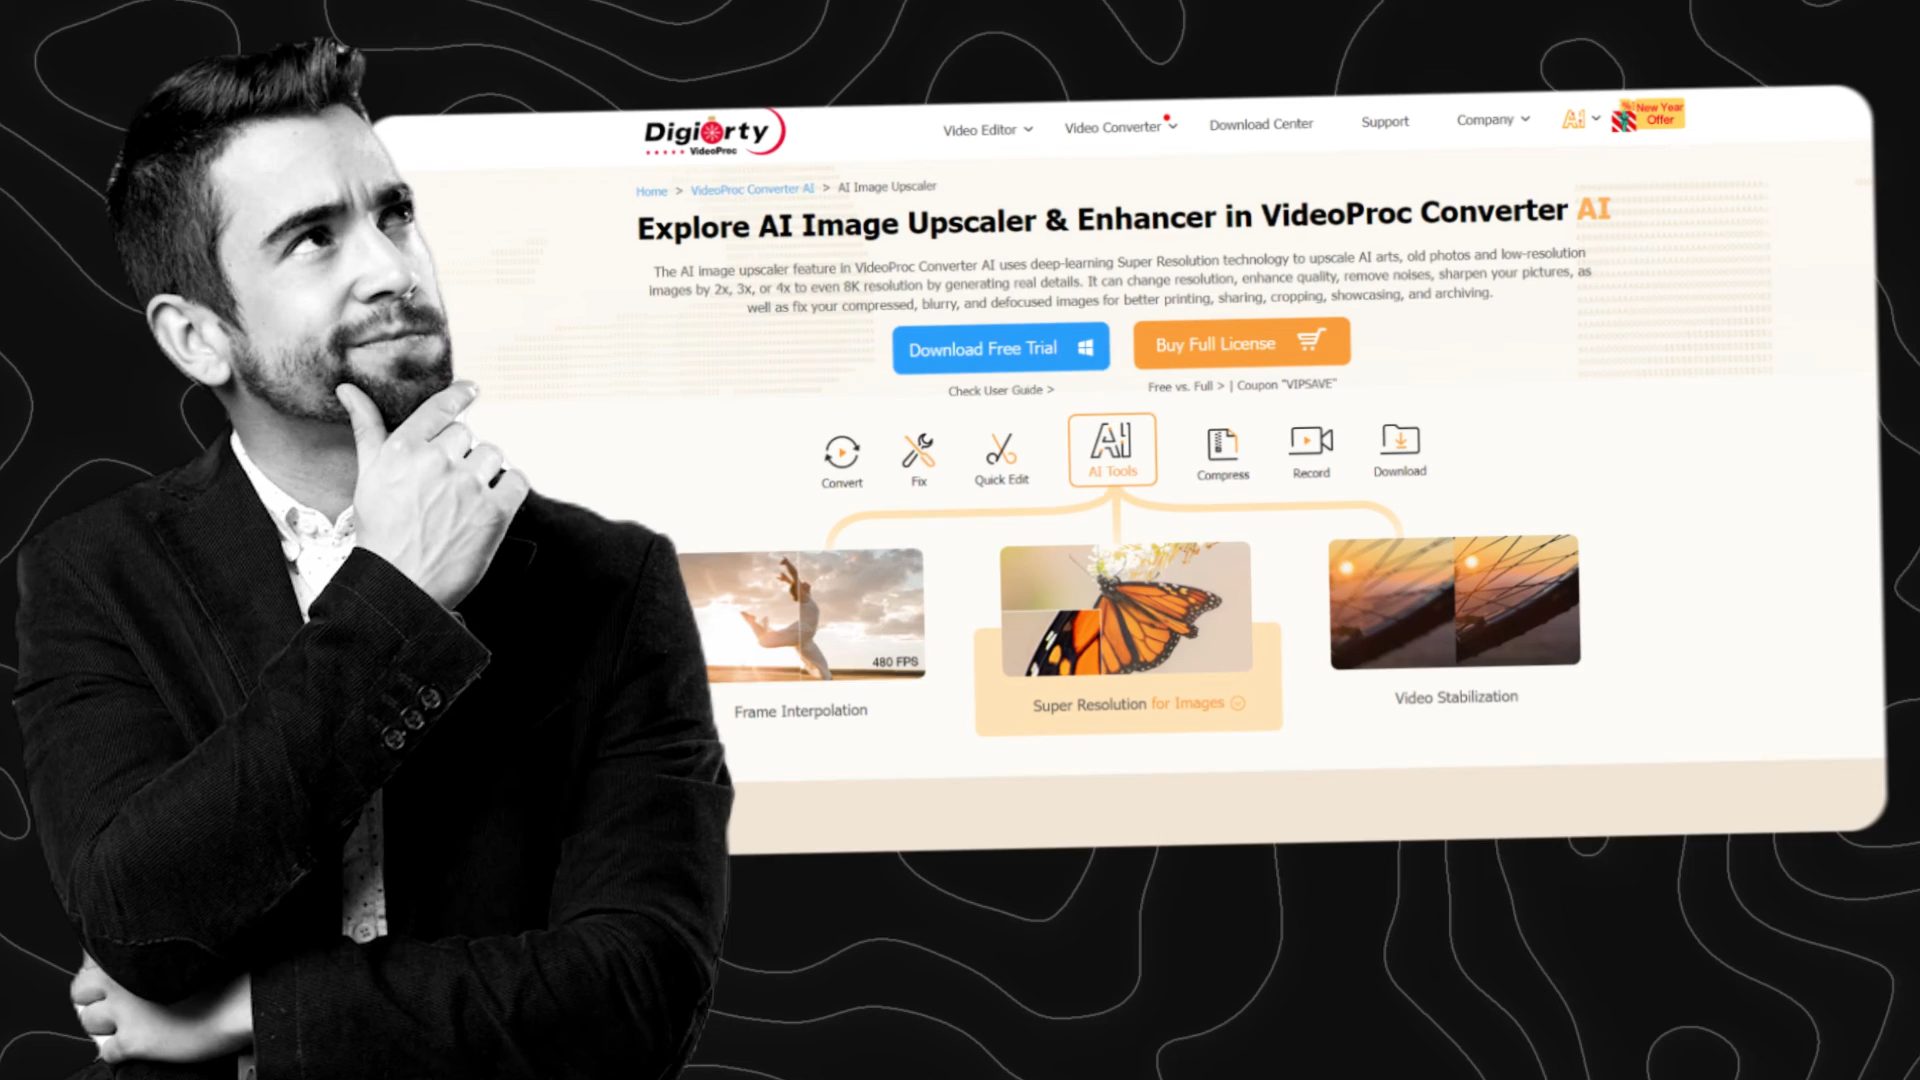 Digiarty
VideoProc
Video Editor
Video Converter
Download Center
Support
Company
AI
New Year
Offer
Home > VideoProc Converter AI > AI Image Upscaler
Explore AI Image Upscaler & Enhancer in VideoProc Converter AI
The AI image upscaler feature in VideoProc Converter AI uses deep-learning Super Resolution technology to upscale AI arts, old photos and low-resolution
images by 2x, 3x, or 4x to even 8K resolution by generating real details. It can change resolution, enhance quality, remove noises, sharpen your pictures, as
well as fix your compressed, blurry, and defocused images for better printing, sharing, cropping, showcasing, and archiving.
Download Free Trial
Buy Full License
Check User Guide >
Free vs. Full > | Coupon "VIPSAVE"
Convert
Fix
Quick Edit
AI
AI Tools
Compress
Record
Download
480 FPS
Frame Interpolation
Super Resolution for Images
Video Stabilization